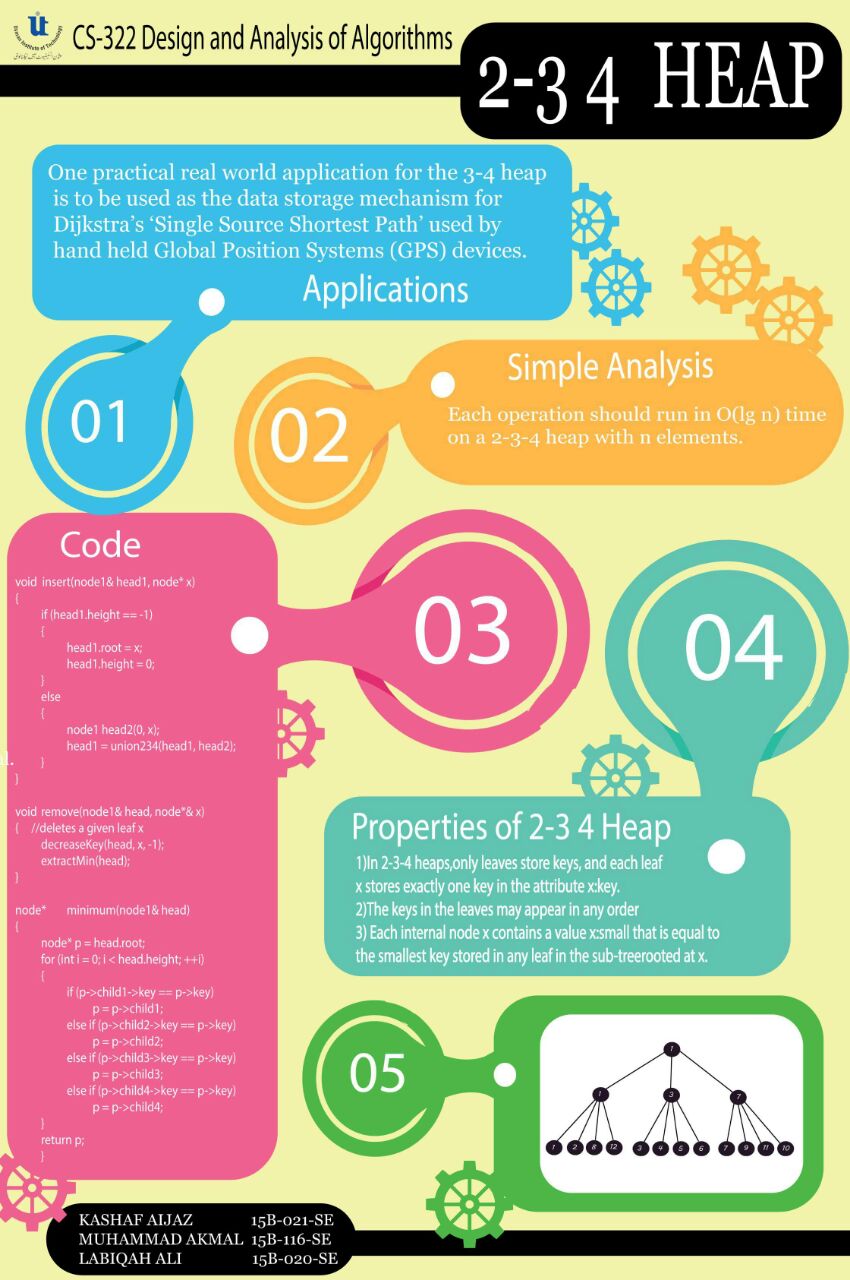 CS-322 Design and Analysis of Algorithms
2-3 4 HEAP
One practical real world application for the 3-4 heap
is to be used as the data storage mechanism for
Dijkstra's 'Single Source Shortest Path' used by
hand held Global Position Systems (GPS) devices.
Applications
01
02
Simple Analysis
Each operation should run in O(lg n) time
on a 2-3-4 heap with n elements.
Code
void insert(node1& head1, node* x)
{
if (head1.height == -1)
{
head1.root = x;
head1.height = 0;
}
else
{
node1 head2(0, x);
head1 = union234(head1, head2);
}
}
void remove(node1& head, node*& x)
{ //deletes a given leaf x
decreaseKey(head, x, -1);
extractMin(head);
}
node* minimum(node1& head)
{
node* p = head.root;
for (int i = 0; i < head.height; ++i)
{
if (p->child1->key == p->key)
p = p->child1;
else if (p->child2->key == p->key)
p = p->child2;
else if (p->child3->key == p->key)
p = p->child3;
else if (p->child4->key == p->key)
p = p->child4;
}
return p;
}
03
04
Properties of 2-3 4 Heap
1)In 2-3-4 heaps,only leaves store keys, and each leaf
x stores exactly one key in the attribute x:key.
2)The keys in the leaves may appear in any order
3) Each internal node x contains a value x:small that is equal to
the smallest key stored in any leaf in the sub-treerooted at x.
05
1
1 3 7
1 2 8 12 3 4 5 6 7 9 11 10
KASHAF AIJAZ 15B-021-SE
MUHAMMAD AKMAL 15B-116-SE
LABIQAH ALI 15B-020-SE